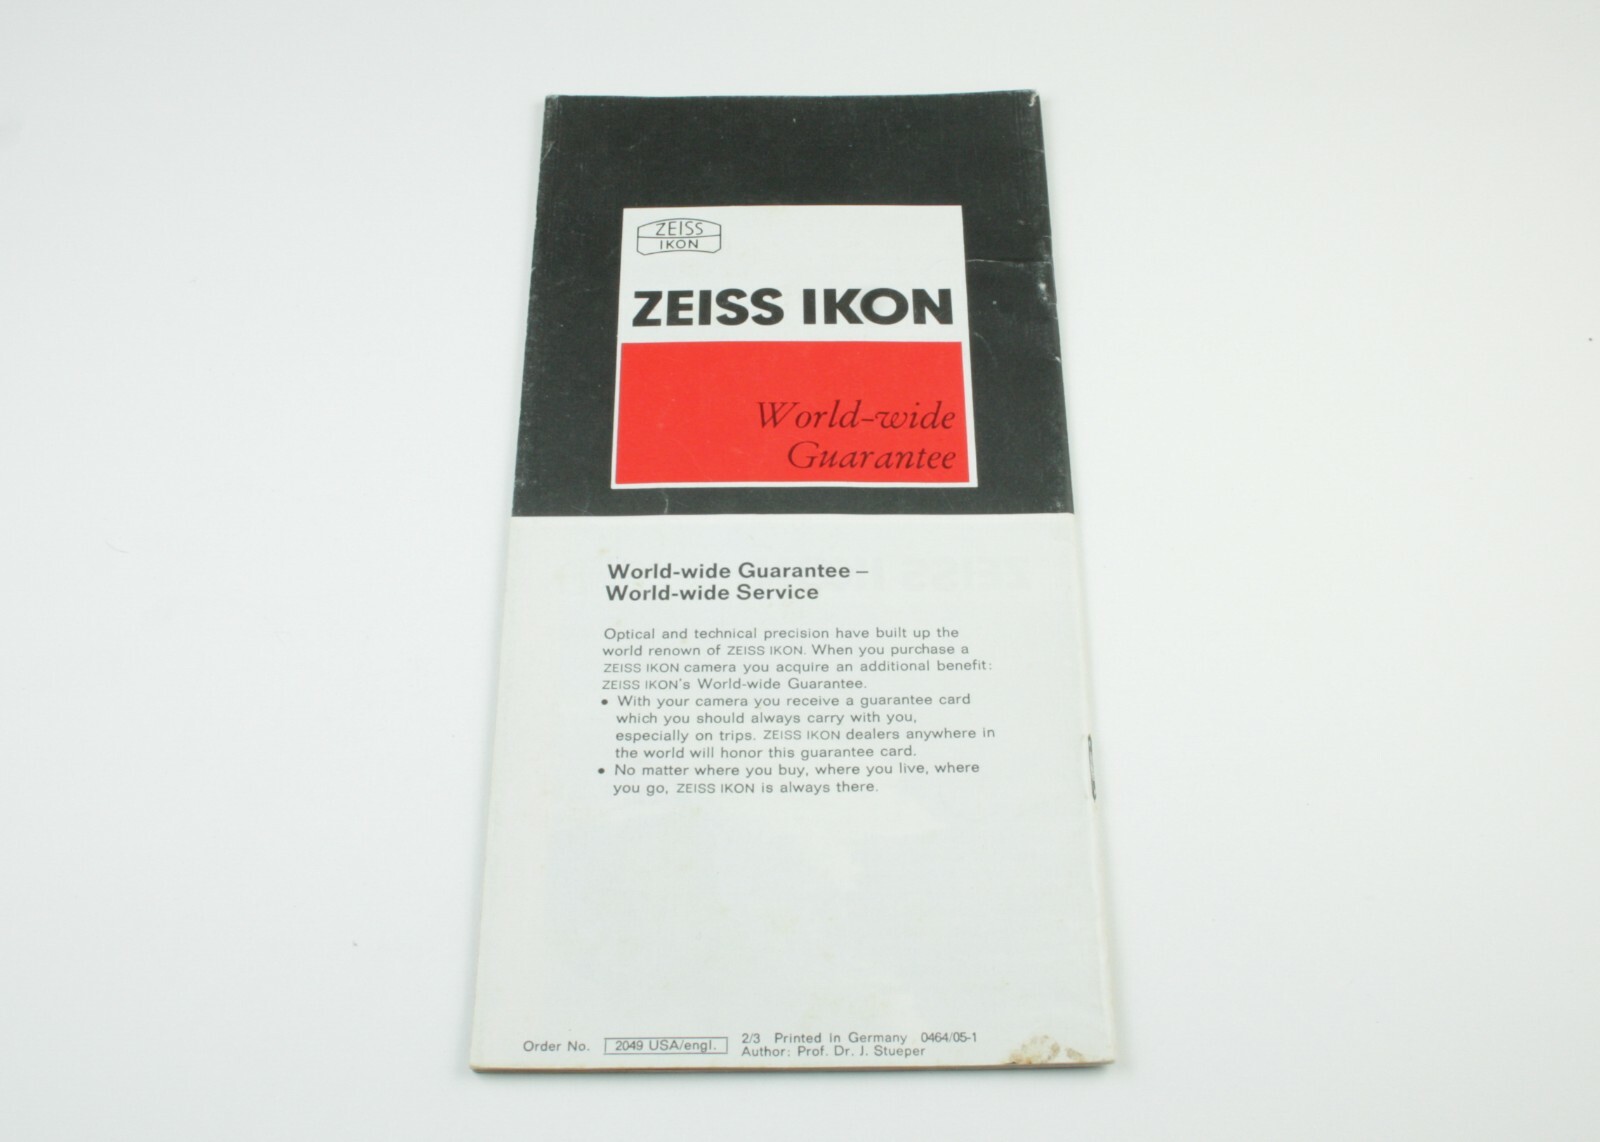 ZEISS
IKON
ZEISS IKON
World-wide
Guarantee
World-wide Guarantee –
World-wide Service
Optical and technical precision have built up the
world renown of ZEISS IKON. When you purchase a
ZEISS IKON camera you acquire an additional benefit:
ZEISS IKON's World-wide Guarantee.
• With your camera you receive a guarantee card
which you should always carry with you,
especially on trips. ZEISS IKON dealers anywhere in
the world will honor this guarantee card.
• No matter where you buy, where you live, where
you go, ZEISS IKON is always there.
Order No. 2049 USA/engl. 2/3 Printed in Germany 0464/05-1
Author: Prof. Dr. J. Stueper